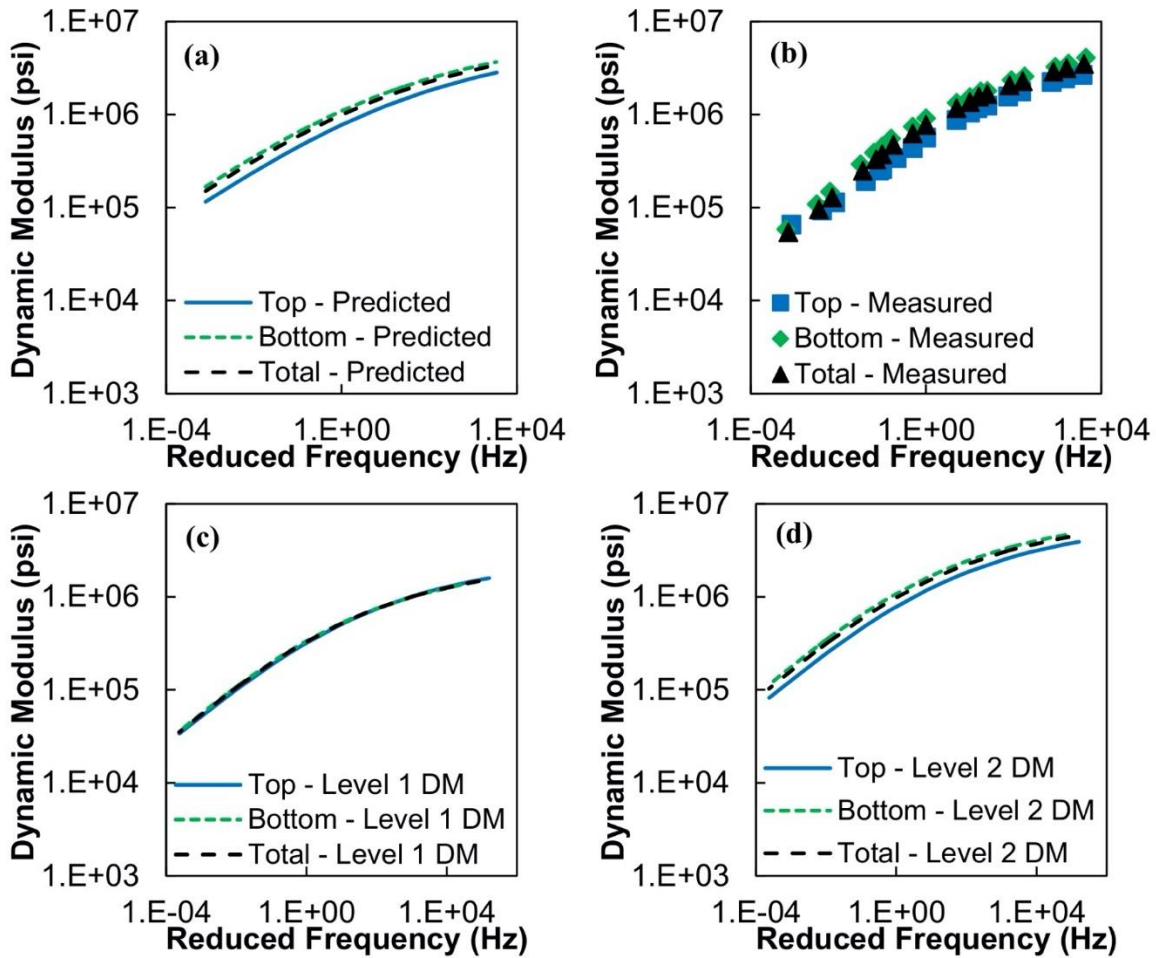 (a)
Dynamic Modulus (psi)
1.E+07
1.E+06
1.E+05
1.E+04
1.E+03
Top - Predicted
Bottom - Predicted
Total - Predicted
1.E-04 1.E+00 1.E+04
Reduced Frequency (Hz)
(b)
Dynamic Modulus (psi)
1.E+07
1.E+06
1.E+05
1.E+04
1.E+03
Top - Measured
Bottom - Measured
Total - Measured
1.E-04 1.E+00 1.E+04
Reduced Frequency (Hz)
(c)
Dynamic Modulus (psi)
1.E+07
1.E+06
1.E+05
1.E+04
1.E+03
Top - Level 1 DM
Bottom - Level 1 DM
Total - Level 1 DM
1.E-04 1.E+00 1.E+04
Reduced Frequency (Hz)
(d)
Dynamic Modulus (psi)
1.E+07
1.E+06
1.E+05
1.E+04
1.E+03
Top - Level 2 DM
Bottom - Level 2 DM
Total - Level 2 DM
1.E-04 1.E+00 1.E+04
Reduced Frequency (Hz)